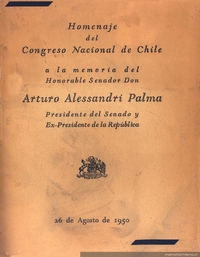 Homenaje
del
Congreso Nacional de Chile
a la memoria del
Honorable Senador Don
Arturo Alessandri Palma
Presidente del Senado y
Ex-Presidente de la República
26 de Agosto de 1950